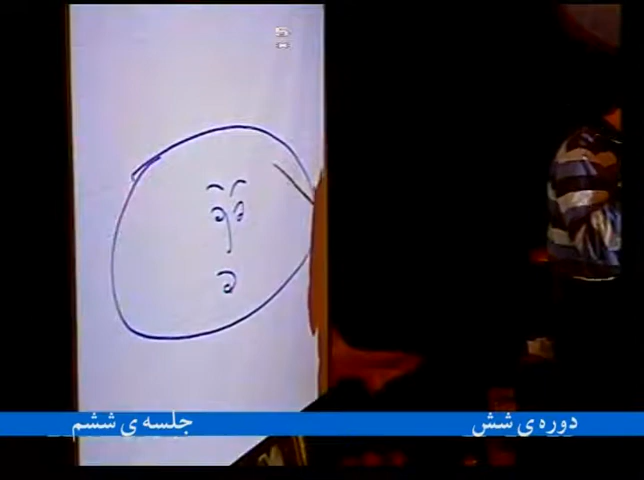 دوره ی شش
جلسه ی ششم